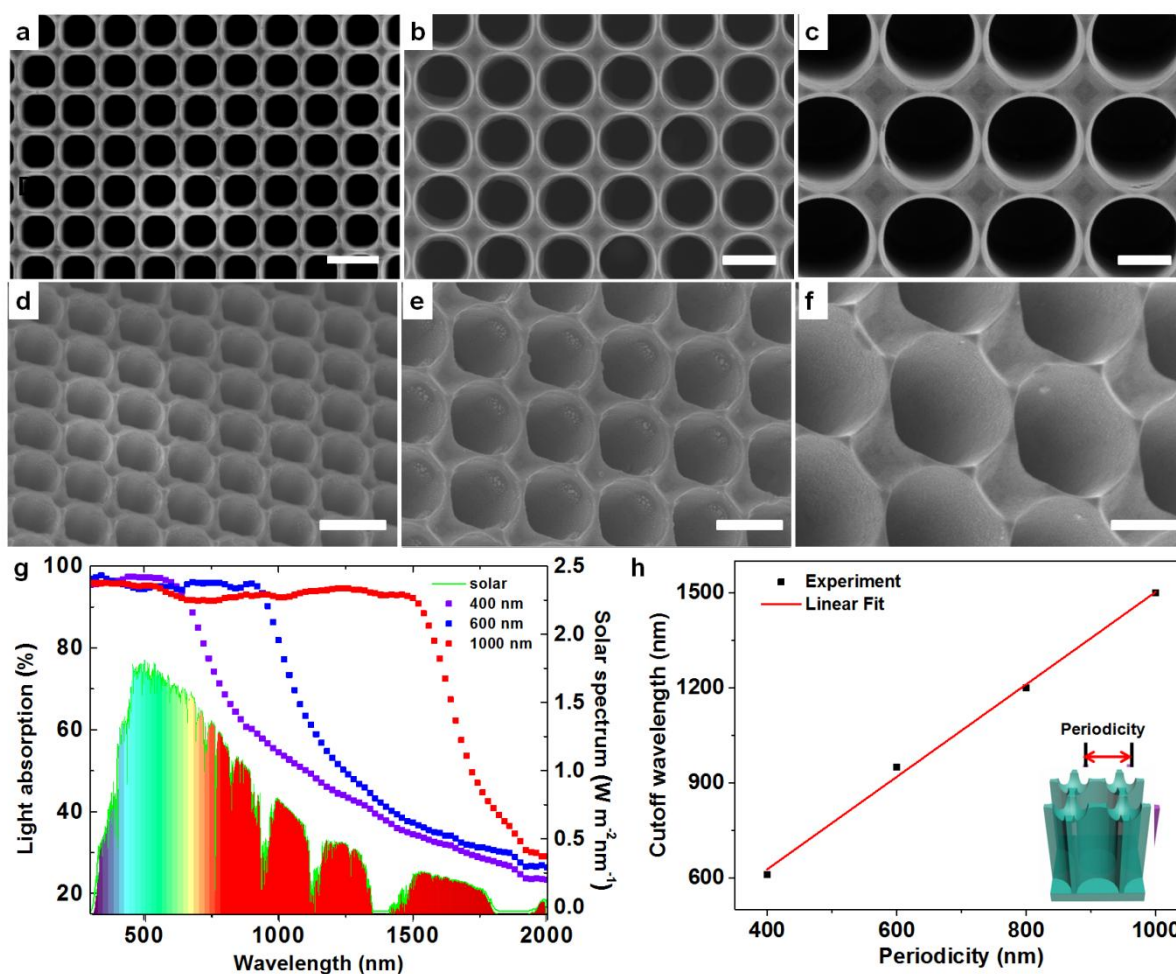 a
b
c
d
e
f
g
100
80
60
40
20
Light absorption (%)
solar
400 nm
600 nm
1000 nm
2.5
2.0
1.5
1.0
0.5
0.0
Solar spectrum (W m⁻²nm⁻¹)
500
1000
1500
2000
Wavelength (nm)
h
Experiment
Linear Fit
1500
1200
900
600
Cutoff wavelength (nm)
Periodicity
400
600
800
1000
Periodicity (nm)